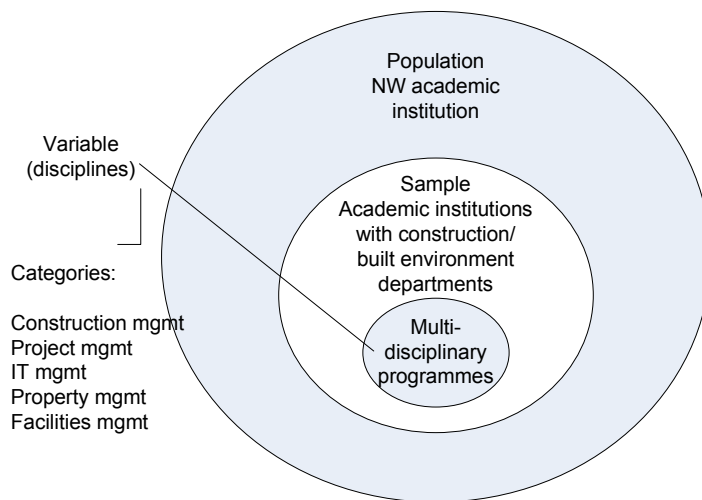 Population
NW academic
institution
Variable
(disciplines)
Sample
Academic institutions
with construction/
built environment
departments
Categories:
Construction mgmt
Project mgmt
IT mgmt
Property mgmt
Facilities mgmt
Multi-
disciplinary
programmes